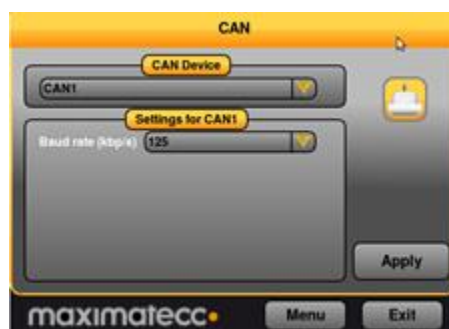 CAN
CAN Device
CAN1
Settings for CAN1
Baud rate (kbp/s) 125
Apply
maximatecc
Menu Exit